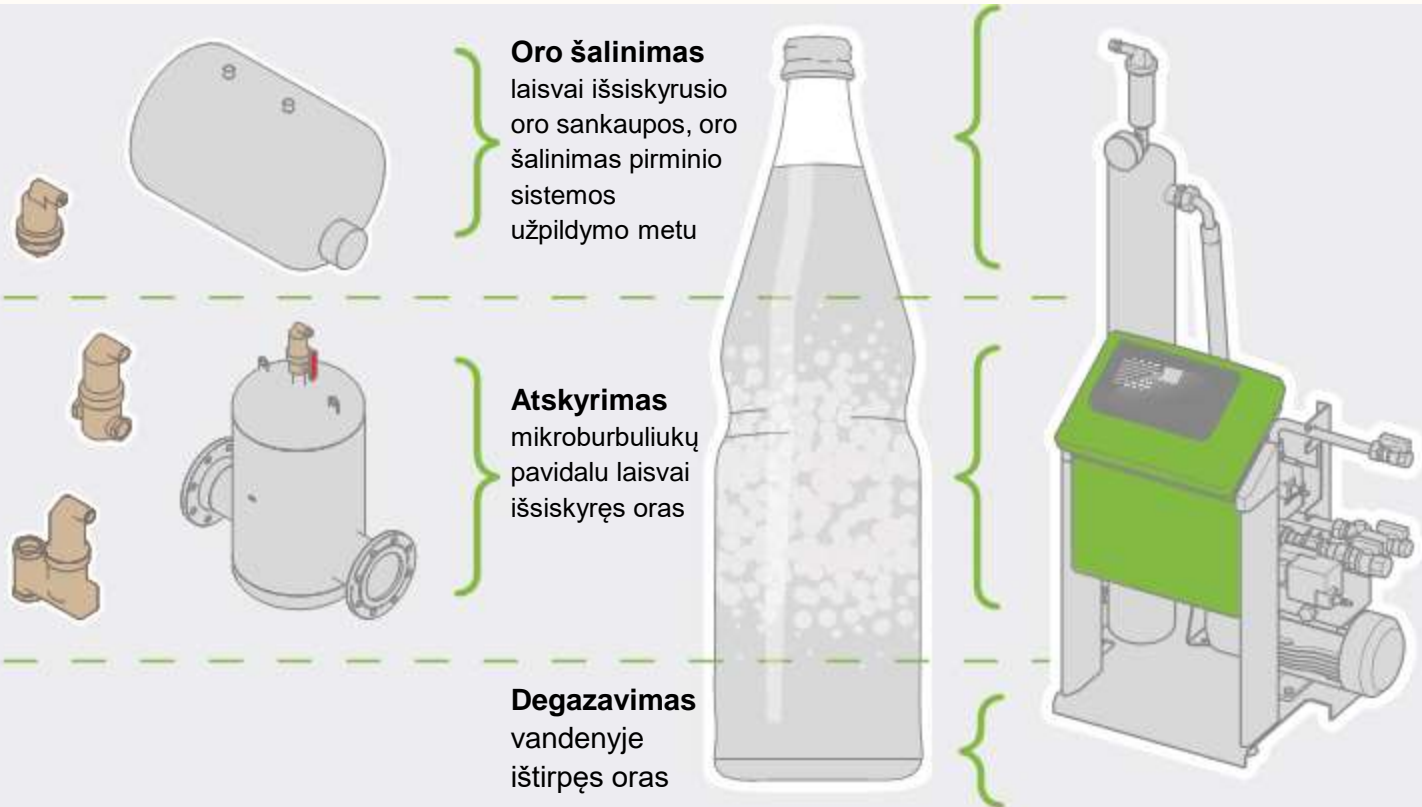 Oro šalinimas
laisvai išsiskyrusio
oro sankaupos, oro
šalinimas pirminio
sistemos
užpildymo metu
Atskyrimas
mikroburbuliukų
pavidalu laisvai
išsiskyręs oras
Degazavimas
vandenyje
ištirpęs oras